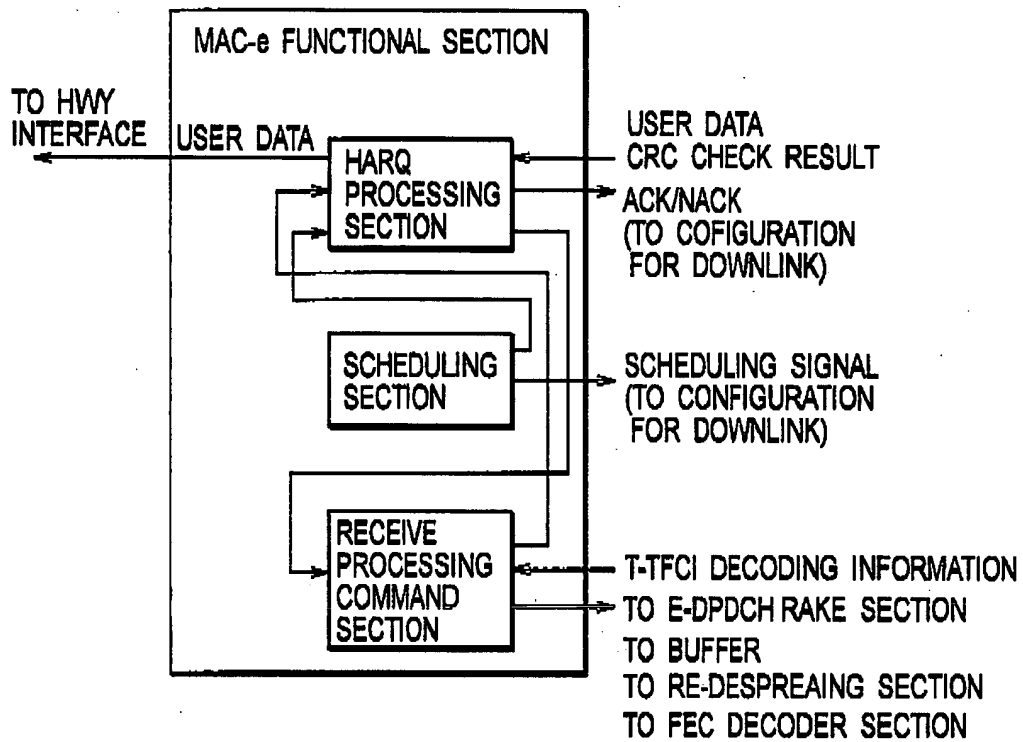 MAC-e FUNCTIONAL SECTION
TO HWY
INTERFACE
USER DATA
HARQ
PROCESSING
SECTION
USER DATA
CRC CHECK RESULT
ACK/NACK
(TO COFIGURATION
FOR DOWNLINK)
SCHEDULING
SECTION
SCHEDULING SIGNAL
(TO CONFIGURATION
FOR DOWNLINK)
RECEIVE
PROCESSING
COMMAND
SECTION
T-TFCI DECODING INFORMATION
TO E-DPDCH RAKE SECTION
TO BUFFER
TO RE-DESPREAING SECTION
TO FEC DECODER SECTION